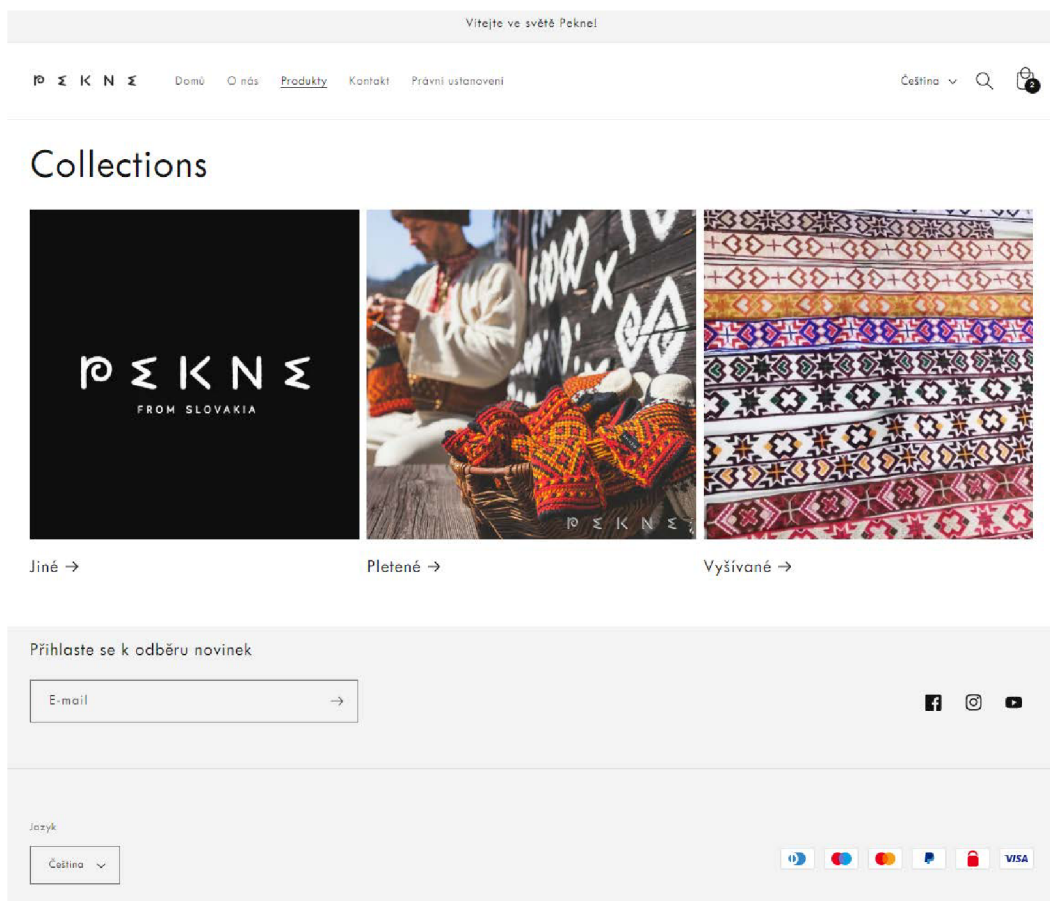 Vítejte ve světě Pekne!
PEKNE Domů O nás Produkty Kontakt Právní ustanovení Čeština 2
Collections
PEKNE
FROM SLOVAKIA
PEKNE
Jiné →
Pletené →
Vyšívané →
Přihlaste se k odběru novinek
E-mail →
Jazyk
Čeština
VISA